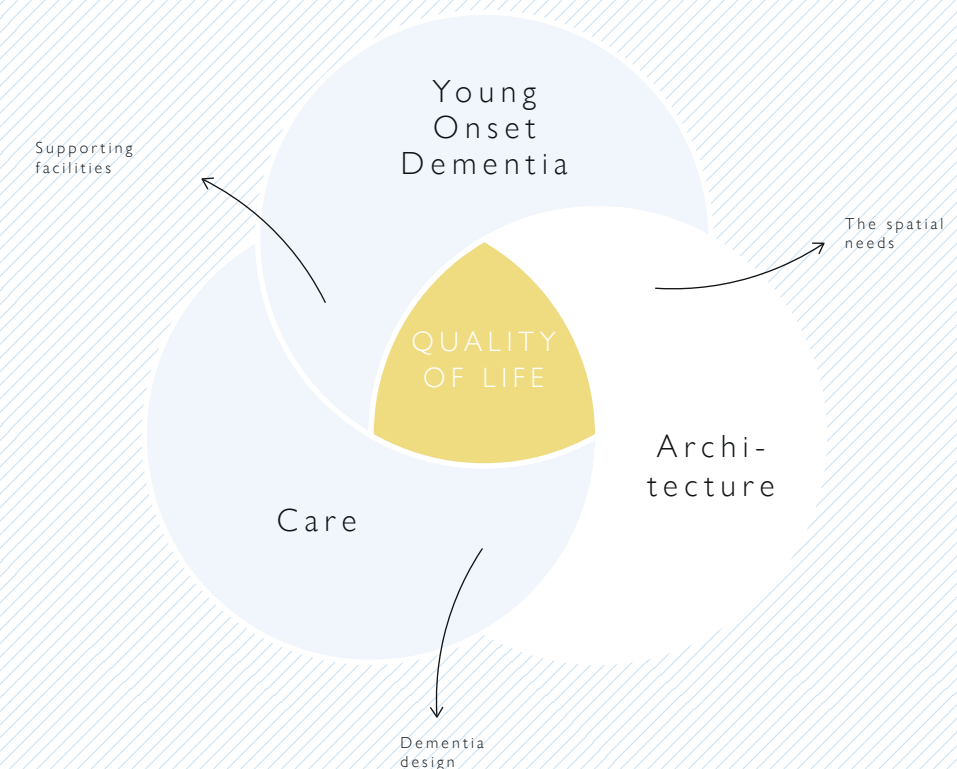 Young
Onset
Dementia
Supporting
facilities
The spatial
needs
QUALITY
OF LIFE
Archi-
tecture
Care
Dementia
design